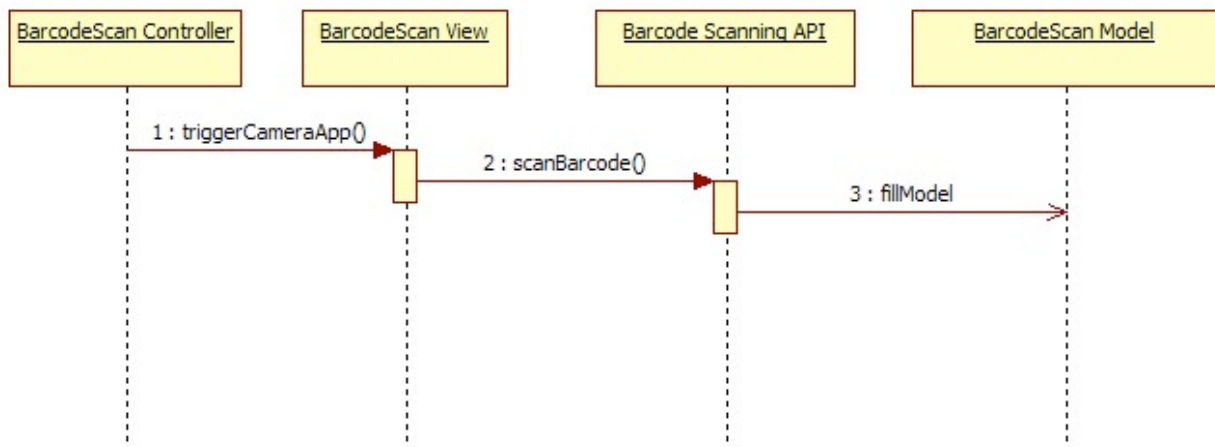 BarcodeScan Controller
BarcodeScan View
Barcode Scanning API
BarcodeScan Model
1 : triggerCameraApp()
2 : scanBarcode()
3 : fillModel